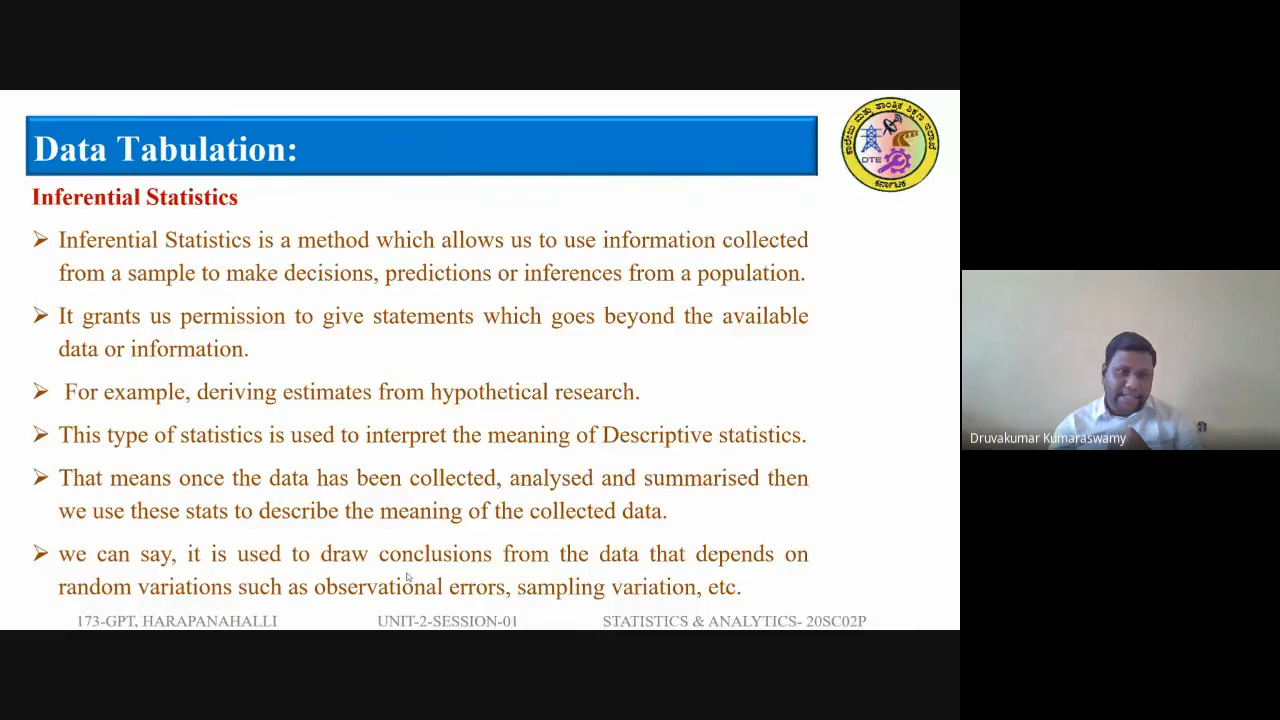 Data Tabulation:
ಕಾಲೇಜು ಮತ್ತು ತಾಂತ್ರಿಕ ಶಿಕ್ಷಣ ಇಲಾಖೆ
DTE
ಕರ್ನಾಟಕ
Inferential Statistics
➢ Inferential Statistics is a method which allows us to use information collected
from a sample to make decisions, predictions or inferences from a population.
➢ It grants us permission to give statements which goes beyond the available
data or information.
➢ For example, deriving estimates from hypothetical research.
➢ This type of statistics is used to interpret the meaning of Descriptive statistics.
➢ That means once the data has been collected, analysed and summarised then
we use these stats to describe the meaning of the collected data.
➢ we can say, it is used to draw conclusions from the data that depends on
random variations such as observational errors, sampling variation, etc.
173-GPT, HARAPANAHALLI UNIT-2-SESSION-01 STATISTICS & ANALYTICS- 20SC02P
Druvakumar Kumaraswamy